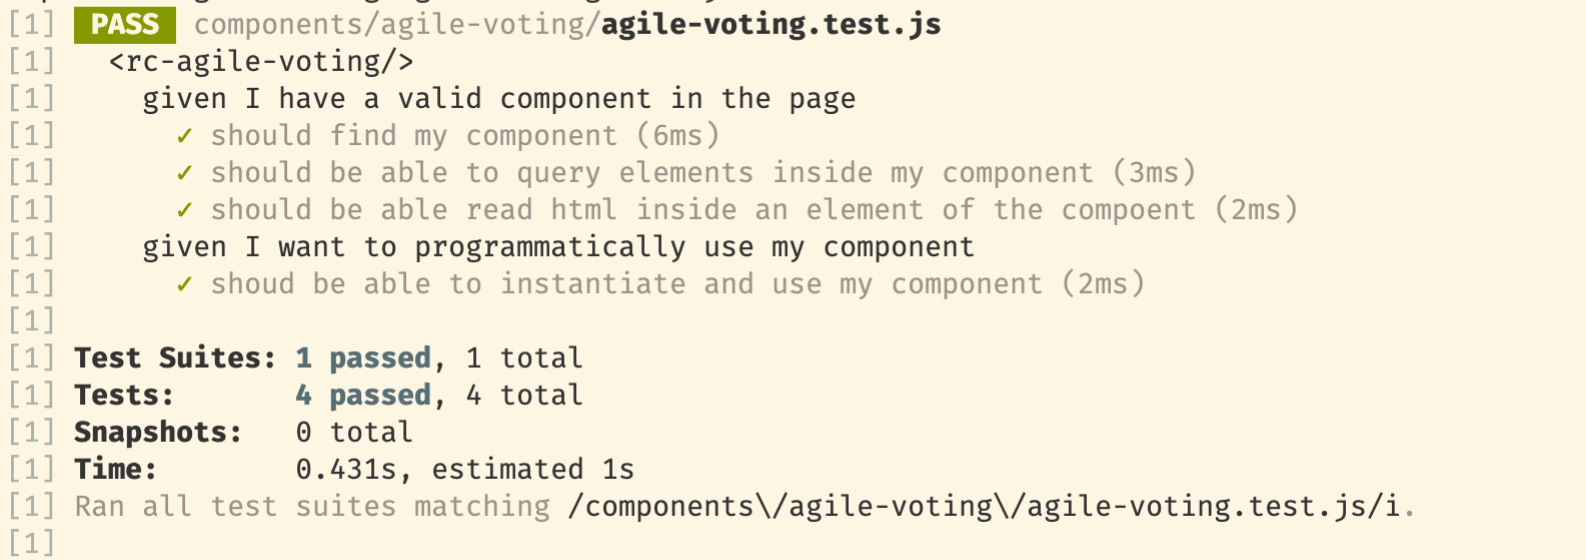 [1] PASS components/agile-voting/agile-voting.test.js
[1] <rc-agile-voting/>
[1] given I have a valid component in the page
[1] ✓ should find my component (6ms)
[1] ✓ should be able to query elements inside my component (3ms)
[1] ✓ should be able read html inside an element of the compoent (2ms)
[1] given I want to programmatically use my component
[1] ✓ shoud be able to instantiate and use my component (2ms)
[1]
[1] Test Suites: 1 passed, 1 total
[1] Tests: 4 passed, 4 total
[1] Snapshots: 0 total
[1] Time: 0.431s, estimated 1s
[1] Ran all test suites matching /components\/agile-voting\/agile-voting.test.js/i.
[1]